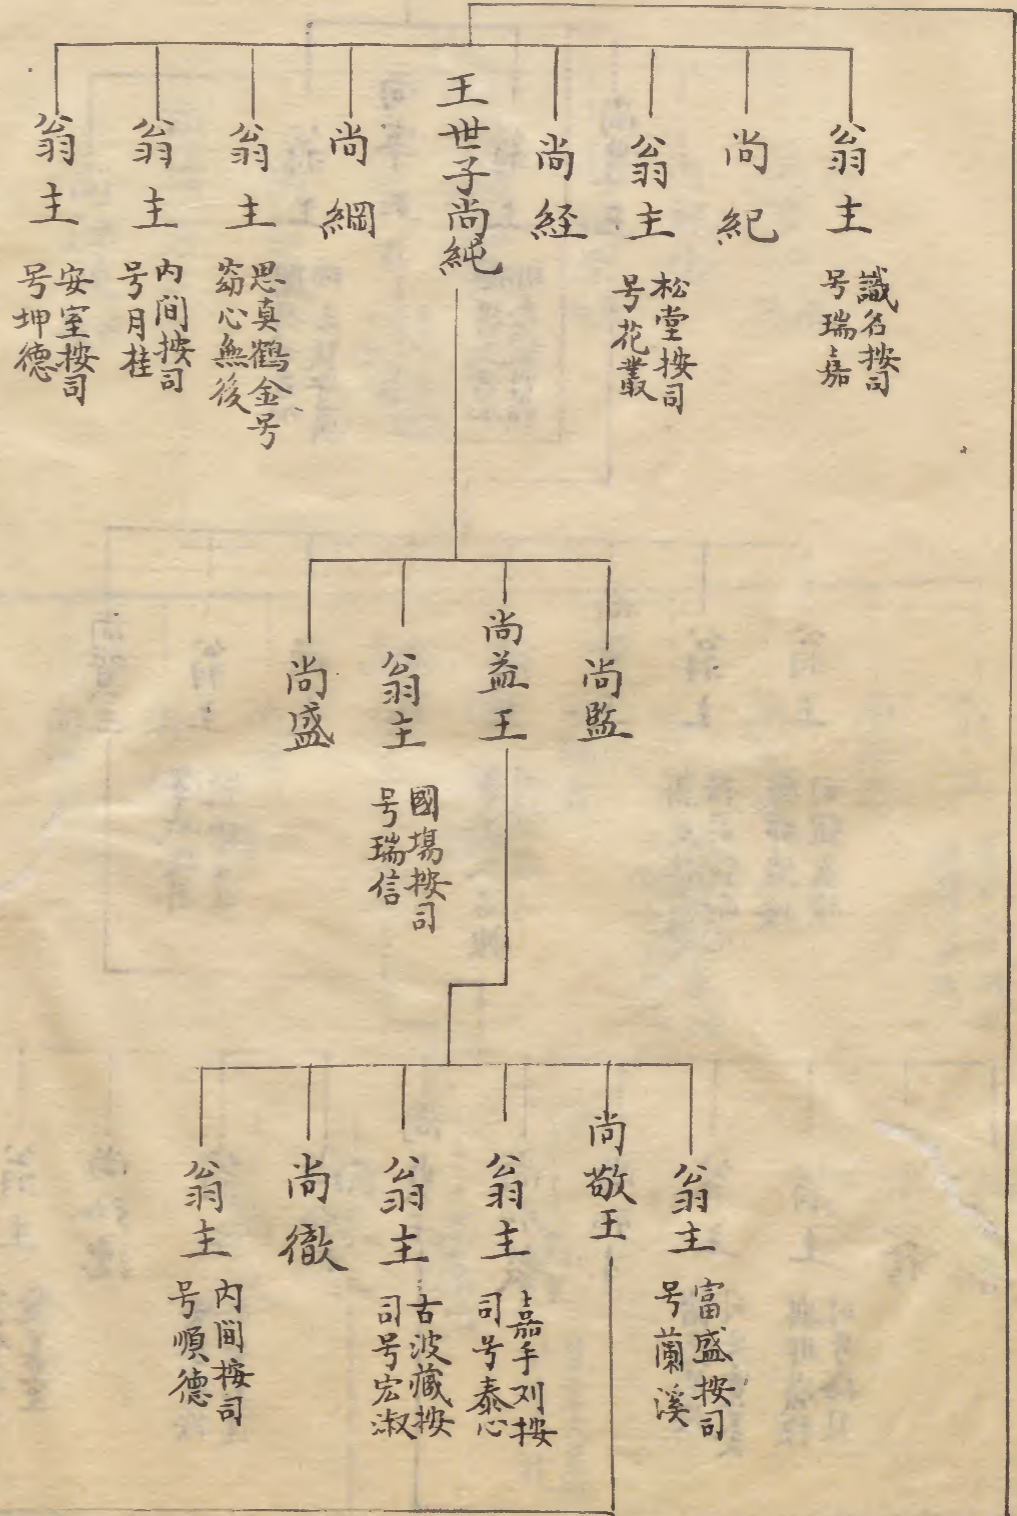 翁主
識名按司
号瑞嘉
尚紀
翁主
松堂按司
号花叢
尚経
王世子尚純
尚綱
翁主
思真鶴金号
窈心無後
翁主
内間按司
号月桂
翁主
安室按司
号坤德
尚監
尚益王
翁主
國場按司
号瑞信
尚盛
翁主
富盛按司
号蘭溪
尚敬王
翁主
嘉手刈按
司号泰心
翁主
古波藏按
司号宏淑
尚徹
翁主
内間按司
号順德